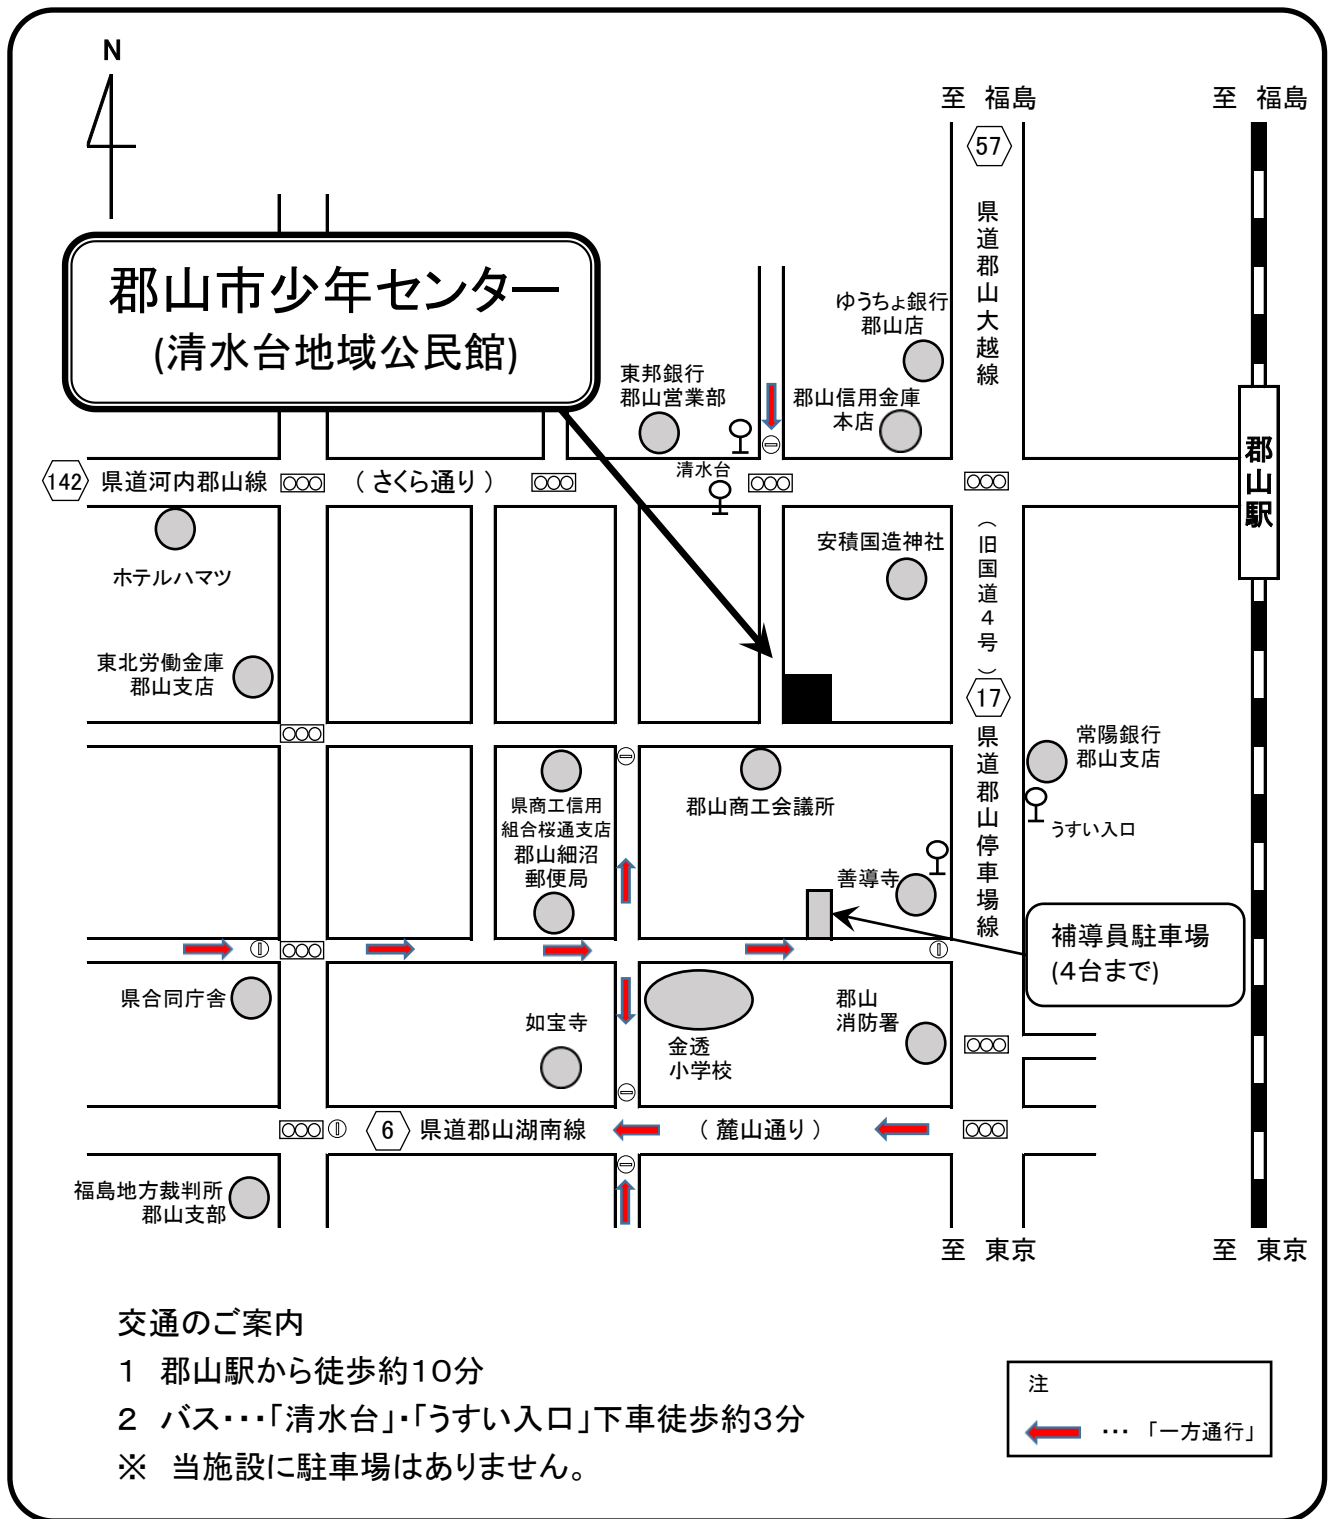 N
至 福島
至 福島
57
県道郡山大越線
郡山市少年センター
(清水台地域公民館)
ゆうちょ銀行
郡山店
東邦銀行
郡山営業部
郡山信用金庫
本店
郡山駅
142
県道河内郡山線
(さくら通り)
清水台
ホテルハマツ
安積国造神社
(旧国道4号)
東北労働金庫
郡山支店
17
県道郡山停車場線
常陽銀行
郡山支店
県商工信用
組合桜通支店
郡山細沼
郵便局
郡山商工会議所
うすい入口
善導寺
補導員駐車場
(4台まで)
県合同庁舎
如宝寺
金透
小学校
郡山
消防署
6
県道郡山湖南線
(麓山通り)
福島地方裁判所
郡山支部
至 東京
至 東京
交通のご案内
1 郡山駅から徒歩約10分
2 バス・・・「清水台」・「うすい入口」下車徒歩約3分
※ 当施設に駐車場はありません。
注
… 「一方通行」